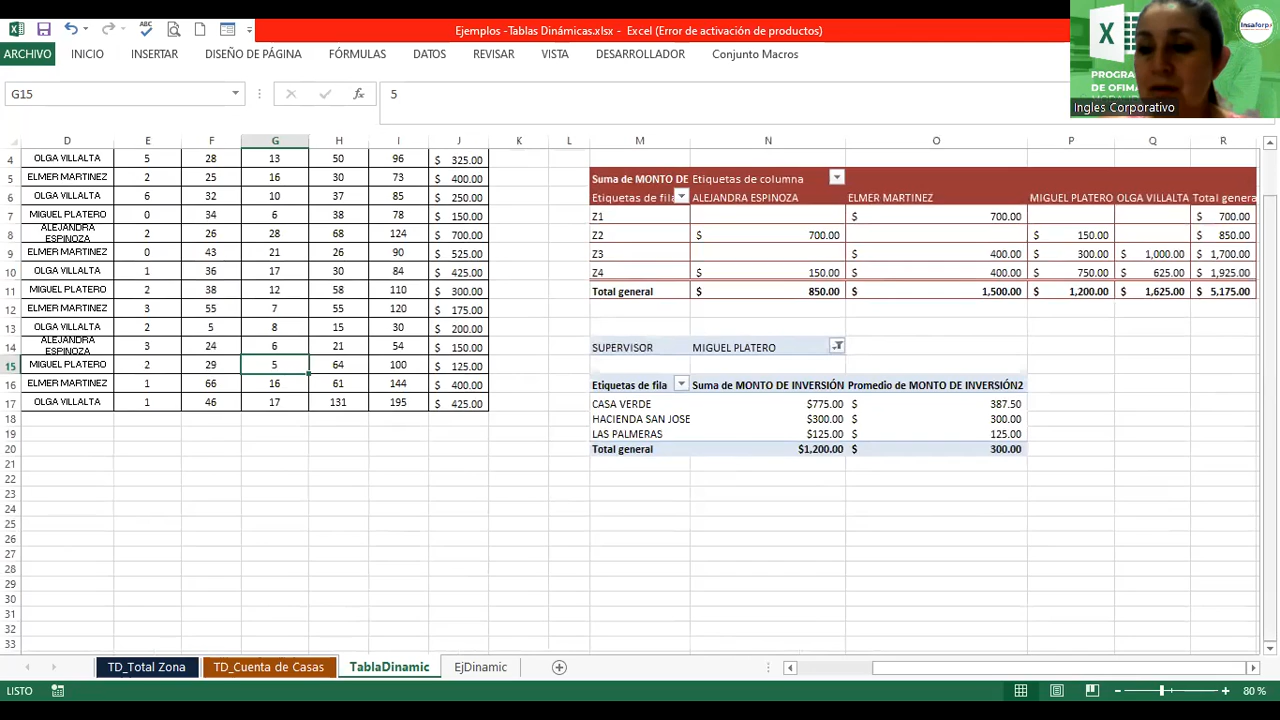 Ejemplos -Tablas Dinámicas.xlsx - Excel (Error de activación de productos)
Insaforp
X
PROGRA
DE OFIMA
Ingles Corporativo
ARCHIVO INICIO INSERTAR DISEÑO DE PÁGINA FÓRMULAS DATOS REVISAR VISTA DESARROLLADOR Conjunto Macros
G15 fx 5
D E F G H I J K L M N O P Q R
4 OLGA VILLALTA 5 28 13 50 96 $ 325.00
5 ELMER MARTINEZ 2 25 16 30 73 $ 400.00 Suma de MONTO DE Etiquetas de columna
6 OLGA VILLALTA 6 32 10 37 85 $ 250.00 Etiquetas de fila ALEJANDRA ESPINOZA ELMER MARTINEZ MIGUEL PLATERO OLGA VILLALTA Total genera
7 MIGUEL PLATERO 0 34 6 38 78 $ 150.00 Z1 700.00 $ 700.00
8 ALEJANDRA ESPINOZA 2 26 28 68 124 $ 700.00 Z2 $ 700.00 $ 150.00 $ 850.00
9 ELMER MARTINEZ 0 43 21 26 90 $ 525.00 Z3 400.00 $ 300.00 $ 1,000.00 $ 1,700.00
10 OLGA VILLALTA 1 36 17 30 84 $ 425.00 Z4 $ 150.00 $ 400.00 $ 750.00 $ 625.00 $ 1,925.00
11 MIGUEL PLATERO 2 38 12 58 110 $ 300.00 Total general $ 850.00 $ 1,500.00 $ 1,200.00 $ 1,625.00 $ 5,175.00
12 ELMER MARTINEZ 3 55 7 55 120 $ 175.00
13 OLGA VILLALTA 2 5 8 15 30 $ 200.00
14 ALEJANDRA ESPINOZA 3 24 6 21 54 $ 150.00 SUPERVISOR MIGUEL PLATERO
15 MIGUEL PLATERO 2 29 5 64 100 $ 125.00
16 ELMER MARTINEZ 1 66 16 61 144 $ 400.00 Etiquetas de fila Suma de MONTO DE INVERSIÓN Promedio de MONTO DE INVERSIÓN2
17 OLGA VILLALTA 1 46 17 131 195 $ 425.00 CASA VERDE $775.00 $ 387.50
18 HACIENDA SAN JOSE $300.00 $ 300.00
19 LAS PALMERAS $125.00 $ 125.00
20 Total general $1,200.00 $ 300.00
21
22
23
24
25
26
27
28
29
30
31
32
33
TD_Total Zona TD_Cuenta de Casas TablaDinamic EjDinamic
LISTO 80 %